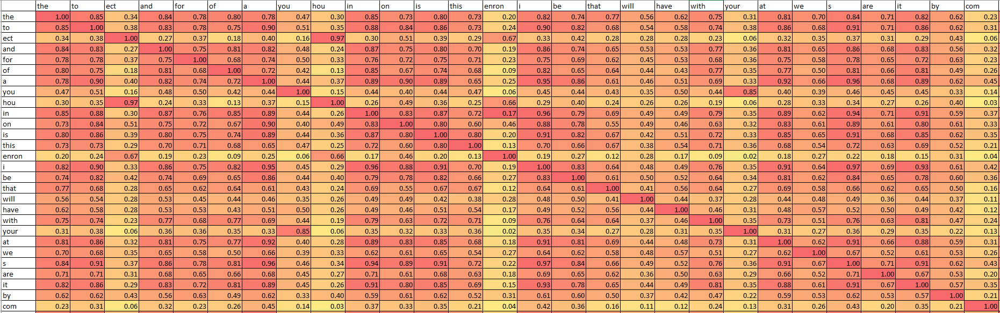 the to ect and for of a you hou in on is this enron i be that will have with your at we s are it by com
the 1.00 0.85 0.34 0.84 0.78 0.80 0.78 0.47 0.30 0.85 0.73 0.80 0.73 0.20 0.82 0.74 0.77 0.56 0.62 0.75 0.31 0.81 0.70 0.84 0.71 0.82 0.62 0.23
to 0.85 1.00 0.38 0.83 0.78 0.75 0.90 0.51 0.35 0.88 0.84 0.86 0.73 0.24 0.90 0.82 0.68 0.54 0.58 0.74 0.38 0.86 0.68 0.91 0.71 0.86 0.62 0.31
ect 0.34 0.38 1.00 0.27 0.37 0.18 0.40 0.16 0.97 0.30 0.51 0.39 0.29 0.67 0.33 0.42 0.28 0.28 0.28 0.23 0.06 0.32 0.35 0.37 0.31 0.29 0.43 0.06
and 0.84 0.83 0.27 1.00 0.75 0.81 0.82 0.48 0.24 0.87 0.75 0.80 0.70 0.19 0.86 0.74 0.65 0.53 0.53 0.77 0.36 0.81 0.65 0.86 0.68 0.83 0.56 0.32
for 0.78 0.78 0.37 0.75 1.00 0.68 0.74 0.50 0.33 0.76 0.72 0.75 0.71 0.23 0.75 0.69 0.62 0.45 0.53 0.68 0.36 0.75 0.58 0.78 0.65 0.72 0.63 0.23
of 0.80 0.75 0.18 0.81 0.68 1.00 0.72 0.42 0.13 0.85 0.67 0.74 0.68 0.09 0.82 0.65 0.64 0.44 0.43 0.77 0.35 0.77 0.50 0.81 0.66 0.81 0.49 0.26
a 0.78 0.90 0.40 0.82 0.74 0.72 1.00 0.44 0.37 0.89 0.90 0.89 0.65 0.25 0.95 0.86 0.61 0.46 0.51 0.69 0.33 0.92 0.66 0.96 0.68 0.89 0.62 0.45
you 0.47 0.51 0.16 0.48 0.50 0.42 0.44 1.00 0.15 0.44 0.40 0.44 0.47 0.06 0.45 0.44 0.43 0.35 0.50 0.44 0.85 0.40 0.39 0.46 0.45 0.45 0.33 0.14
hou 0.30 0.35 0.97 0.24 0.33 0.13 0.37 0.15 1.00 0.26 0.49 0.36 0.25 0.66 0.29 0.40 0.24 0.26 0.26 0.19 0.06 0.28 0.33 0.34 0.27 0.26 0.40 0.03
in 0.85 0.88 0.30 0.87 0.76 0.85 0.89 0.44 0.26 1.00 0.83 0.87 0.72 0.17 0.96 0.79 0.69 0.49 0.49 0.79 0.35 0.89 0.62 0.94 0.71 0.91 0.59 0.37
on 0.73 0.84 0.51 0.75 0.72 0.67 0.90 0.40 0.49 0.83 1.00 0.80 0.60 0.46 0.88 0.78 0.55 0.49 0.46 0.63 0.32 0.83 0.61 0.89 0.61 0.80 0.61 0.33
is 0.80 0.86 0.39 0.80 0.75 0.74 0.89 0.44 0.36 0.87 0.80 1.00 0.80 0.20 0.91 0.82 0.67 0.42 0.51 0.72 0.33 0.85 0.65 0.91 0.68 0.85 0.62 0.35
this 0.73 0.73 0.29 0.70 0.71 0.68 0.65 0.47 0.25 0.72 0.60 0.80 1.00 0.13 0.70 0.66 0.67 0.38 0.54 0.71 0.36 0.68 0.54 0.72 0.63 0.69 0.52 0.21
enron 0.20 0.24 0.67 0.19 0.23 0.09 0.25 0.06 0.66 0.17 0.46 0.20 0.13 1.00 0.19 0.27 0.12 0.28 0.17 0.09 0.02 0.18 0.27 0.22 0.18 0.15 0.31 0.04
i 0.82 0.90 0.33 0.86 0.75 0.82 0.95 0.45 0.29 0.96 0.88 0.91 0.70 0.19 1.00 0.83 0.64 0.48 0.49 0.76 0.35 0.91 0.64 0.97 0.69 0.93 0.61 0.42
be 0.74 0.82 0.42 0.74 0.69 0.65 0.86 0.44 0.40 0.79 0.78 0.82 0.66 0.27 0.83 1.00 0.61 0.50 0.52 0.64 0.34 0.81 0.62 0.84 0.65 0.78 0.60 0.36
that 0.77 0.68 0.28 0.65 0.62 0.64 0.61 0.43 0.24 0.69 0.55 0.67 0.67 0.12 0.64 0.61 1.00 0.41 0.56 0.64 0.27 0.69 0.58 0.66 0.62 0.65 0.50 0.16
will 0.56 0.54 0.28 0.53 0.45 0.44 0.46 0.35 0.26 0.49 0.49 0.42 0.38 0.28 0.48 0.50 0.41 1.00 0.44 0.37 0.28 0.44 0.48 0.49 0.36 0.44 0.37 0.11
have 0.62 0.58 0.28 0.53 0.53 0.43 0.51 0.50 0.26 0.49 0.46 0.51 0.54 0.17 0.49 0.52 0.56 0.44 1.00 0.46 0.31 0.48 0.57 0.52 0.50 0.49 0.42 0.12
with 0.75 0.74 0.23 0.77 0.68 0.77 0.69 0.44 0.19 0.79 0.63 0.72 0.71 0.09 0.76 0.64 0.64 0.37 0.46 1.00 0.35 0.73 0.51 0.76 0.63 0.81 0.47 0.24
your 0.31 0.38 0.06 0.36 0.36 0.35 0.33 0.85 0.06 0.35 0.32 0.33 0.36 0.02 0.35 0.34 0.27 0.28 0.31 0.35 1.00 0.31 0.27 0.36 0.29 0.35 0.22 0.13
at 0.81 0.86 0.32 0.81 0.75 0.77 0.92 0.40 0.28 0.89 0.83 0.85 0.68 0.18 0.91 0.81 0.69 0.44 0.48 0.73 0.31 1.00 0.62 0.91 0.66 0.88 0.59 0.31
we 0.70 0.68 0.35 0.65 0.58 0.50 0.66 0.39 0.33 0.62 0.61 0.65 0.54 0.27 0.64 0.62 0.58 0.48 0.57 0.51 0.27 0.62 1.00 0.67 0.52 0.61 0.53 0.26
s 0.84 0.91 0.37 0.86 0.78 0.81 0.96 0.46 0.34 0.94 0.89 0.91 0.72 0.22 0.97 0.84 0.66 0.49 0.52 0.76 0.36 0.91 0.67 1.00 0.71 0.91 0.62 0.43
are 0.71 0.71 0.31 0.68 0.65 0.66 0.68 0.45 0.27 0.71 0.61 0.68 0.63 0.18 0.69 0.65 0.62 0.36 0.50 0.63 0.29 0.66 0.52 0.71 1.00 0.67 0.53 0.20
it 0.82 0.86 0.29 0.83 0.72 0.81 0.89 0.45 0.26 0.91 0.80 0.85 0.69 0.15 0.93 0.78 0.65 0.44 0.49 0.81 0.35 0.88 0.61 0.91 0.67 1.00 0.57 0.35
by 0.62 0.62 0.43 0.56 0.63 0.49 0.62 0.33 0.40 0.59 0.61 0.62 0.52 0.31 0.61 0.60 0.50 0.37 0.42 0.47 0.22 0.59 0.53 0.62 0.53 0.57 1.00 0.21
com 0.23 0.31 0.06 0.32 0.23 0.26 0.45 0.14 0.03 0.37 0.33 0.35 0.21 0.04 0.42 0.36 0.16 0.11 0.12 0.24 0.13 0.31 0.26 0.43 0.20 0.35 0.21 1.00